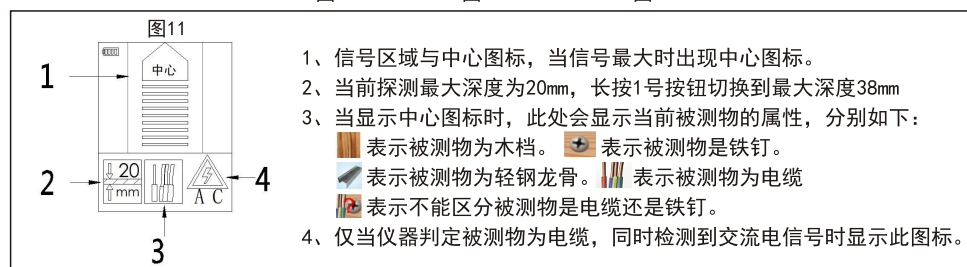 图11
中心
1
20
mm
2
3
A C
4
1、信号区域与中心图标，当信号最大时出现中心图标。
2、当前探测最大深度为20mm，长按1号按钮切换到最大深度38mm
3、当显示中心图标时，此处会显示当前被测物的属性，分别如下：
表示被测物为木档。 表示被测物是铁钉。
表示被测物为轻钢龙骨。 表示被测物为电缆
表示不能区分被测物是电缆还是铁钉。
4、仅当仪器判定被测物为电缆，同时检测到交流电信号时显示此图标。